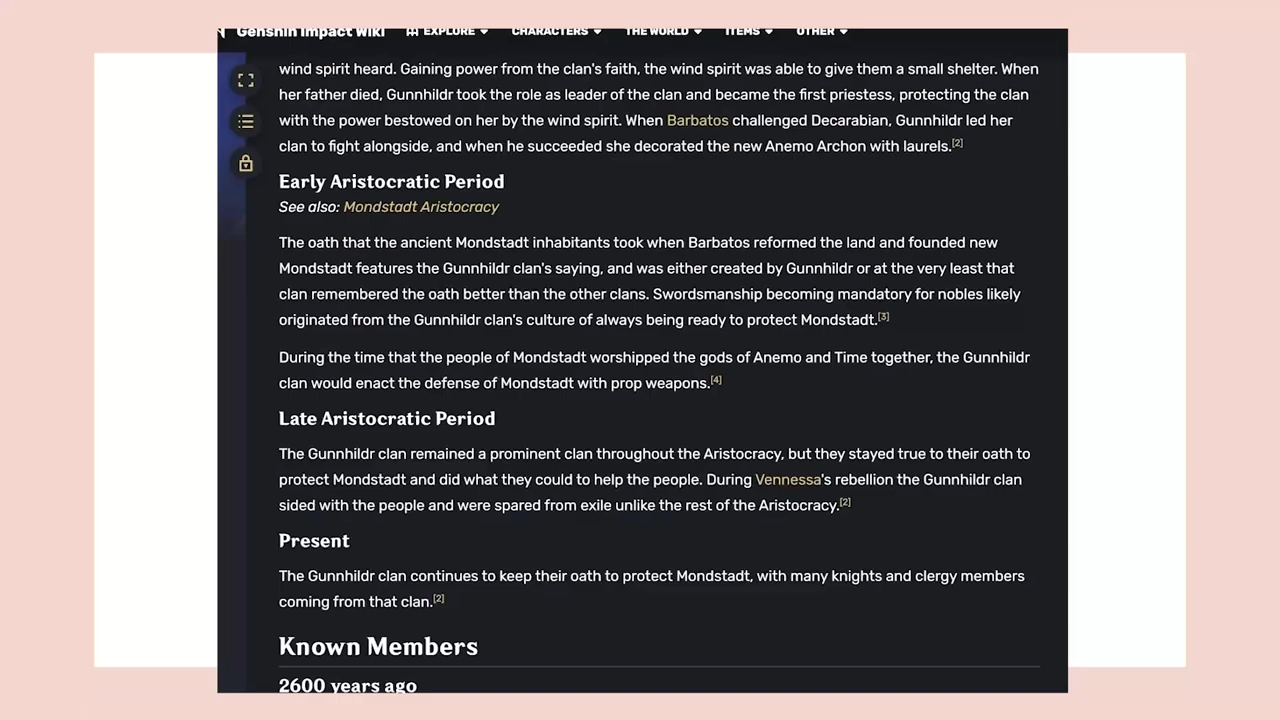 Genshin Impact Wiki EXPLORE CHARACTERS THE WORLD ITEMS OTHER
wind spirit heard. Gaining power from the clan's faith, the wind spirit was able to give them a small shelter. When
her father died, Gunnhildr took the role as leader of the clan and became the first priestess, protecting the clan
with the power bestowed on her by the wind spirit. When Barbatos challenged Decarabian, Gunnhildr led her
clan to fight alongside, and when he succeeded she decorated the new Anemo Archon with laurels.[2]
Early Aristocratic Period
See also: Mondstadt Aristocracy
The oath that the ancient Mondstadt inhabitants took when Barbatos reformed the land and founded new
Mondstadt features the Gunnhildr clan's saying, and was either created by Gunnhildr or at the very least that
clan remembered the oath better than the other clans. Swordsmanship becoming mandatory for nobles likely
originated from the Gunnhildr clan's culture of always being ready to protect Mondstadt.[3]
During the time that the people of Mondstadt worshipped the gods of Anemo and Time together, the Gunnhildr
clan would enact the defense of Mondstadt with prop weapons.[4]
Late Aristocratic Period
The Gunnhildr clan remained a prominent clan throughout the Aristocracy, but they stayed true to their oath to
protect Mondstadt and did what they could to help the people. During Vennessa's rebellion the Gunnhildr clan
sided with the people and were spared from exile unlike the rest of the Aristocracy.[2]
Present
The Gunnhildr clan continues to keep their oath to protect Mondstadt, with many knights and clergy members
coming from that clan.[2]
Known Members
2600 years ago